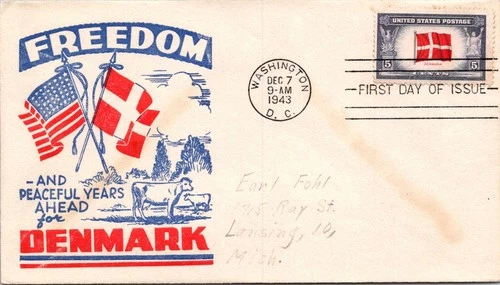 FREEDOM
- AND
PEACEFUL YEARS
AHEAD
for
DENMARK
WASHINGTON
DEC 7
9-AM
1943
D. C.
UNITED STATES POSTAGE
5 5
DENMARK
FIRST DAY OF ISSUE
Earl Fohl
Ray St.
Lansing, 10,
Mich.